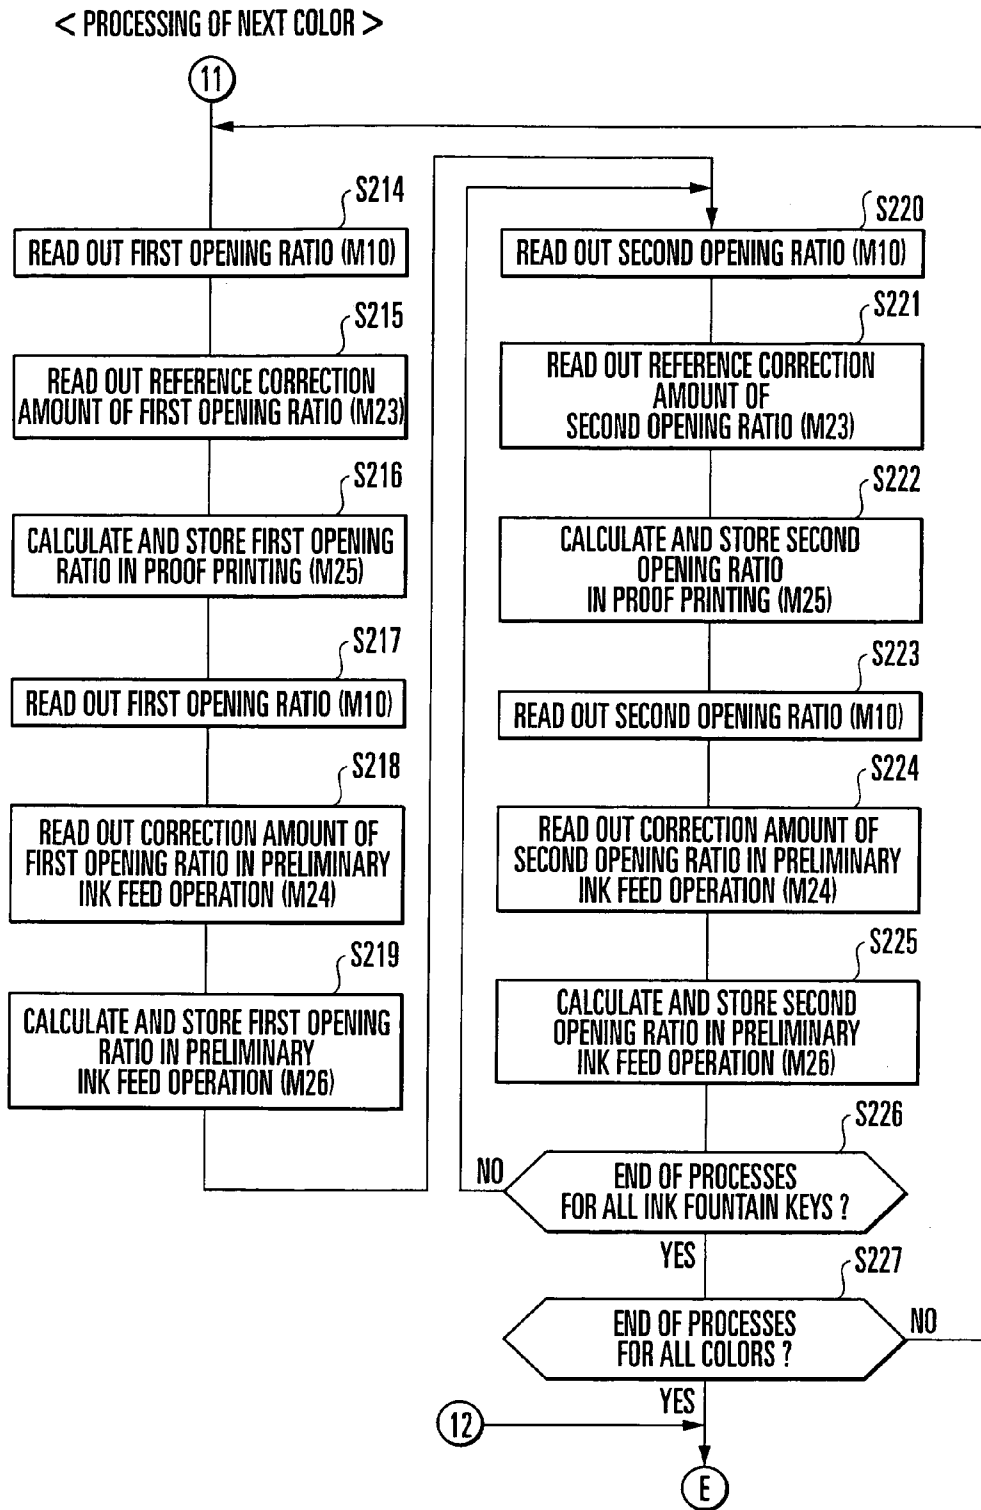 < PROCESSING OF NEXT COLOR >
11
S214
READ OUT FIRST OPENING RATIO (M10)
S215
READ OUT REFERENCE CORRECTION
AMOUNT OF FIRST OPENING RATIO (M23)
S216
CALCULATE AND STORE FIRST OPENING
RATIO IN PROOF PRINTING (M25)
S217
READ OUT FIRST OPENING RATIO (M10)
S218
READ OUT CORRECTION AMOUNT OF
FIRST OPENING RATIO IN PRELIMINARY
INK FEED OPERATION (M24)
S219
CALCULATE AND STORE FIRST OPENING
RATIO IN PRELIMINARY
INK FEED OPERATION (M26)
S220
READ OUT SECOND OPENING RATIO (M10)
S221
READ OUT REFERENCE CORRECTION
AMOUNT OF
SECOND OPENING RATIO (M23)
S222
CALCULATE AND STORE SECOND
OPENING RATIO
IN PROOF PRINTING (M25)
S223
READ OUT SECOND OPENING RATIO (M10)
S224
READ OUT CORRECTION AMOUNT OF
SECOND OPENING RATIO IN PRELIMINARY
INK FEED OPERATION (M24)
S225
CALCULATE AND STORE SECOND
OPENING RATIO IN PRELIMINARY
INK FEED OPERATION (M26)
S226
NO
END OF PROCESSES
FOR ALL INK FOUNTAIN KEYS ?
YES
S227
END OF PROCESSES
FOR ALL COLORS ?
NO
YES
12
E